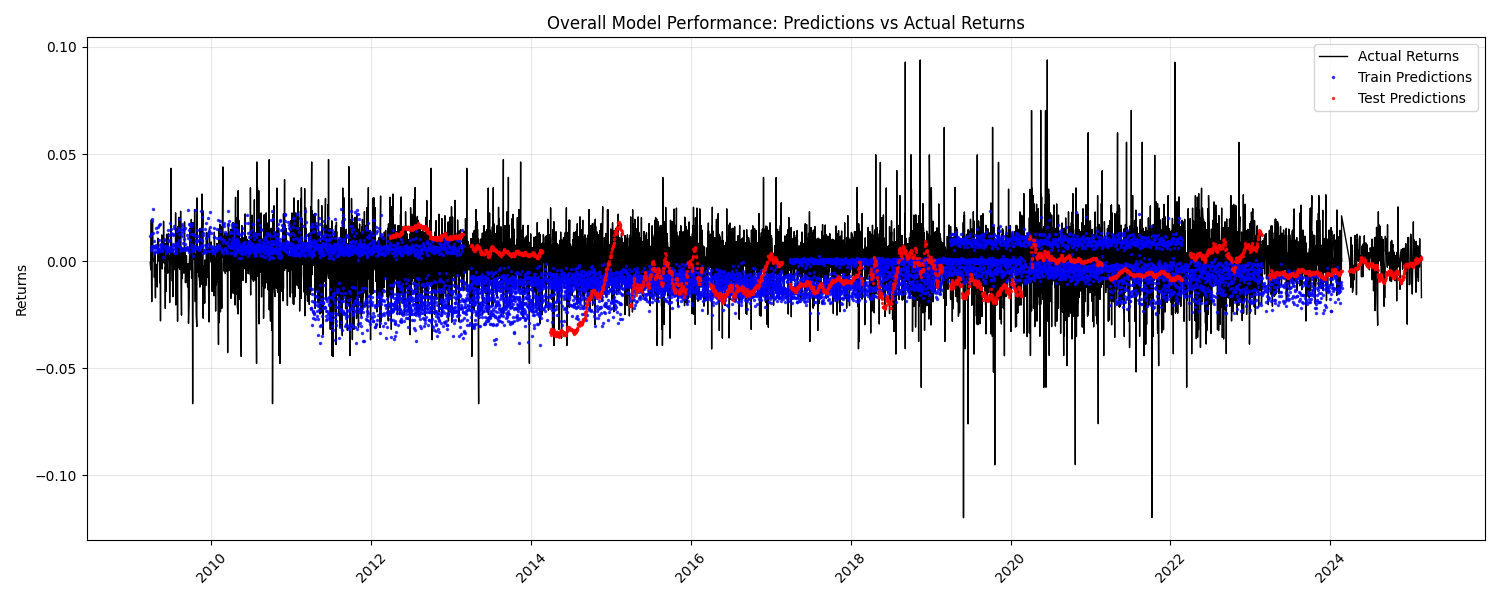 Overall Model Performance: Predictions vs Actual Returns
Actual Returns
Train Predictions
Test Predictions
Returns
0.10
0.05
0.00
−0.05
−0.10
2010
2012
2014
2016
2018
2020
2022
2024